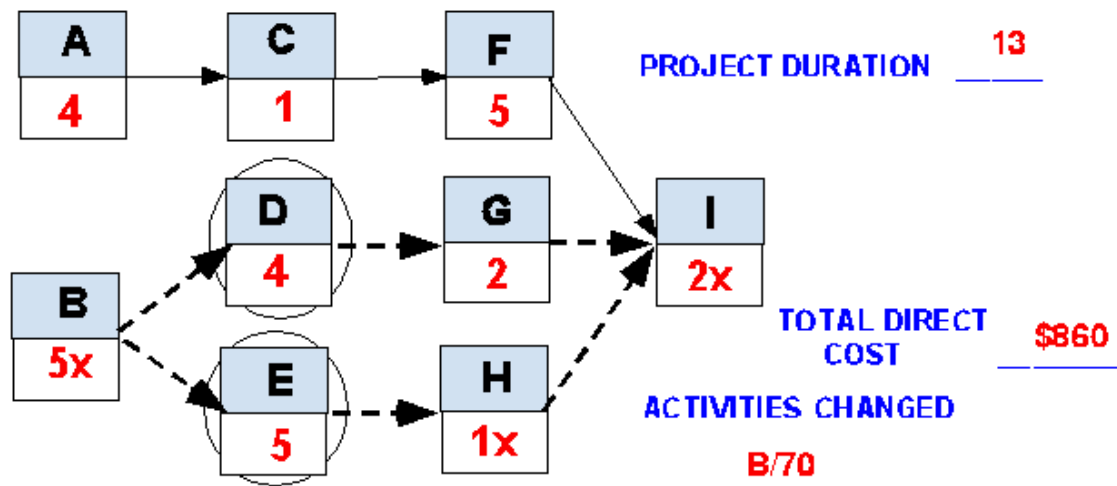 A
4
C
1
F
5
PROJECT DURATION 13
D
4
G
2
I
2x
B
5x
E
5
H
1x
TOTAL DIRECT
COST $860
ACTIVITIES CHANGED
B/70